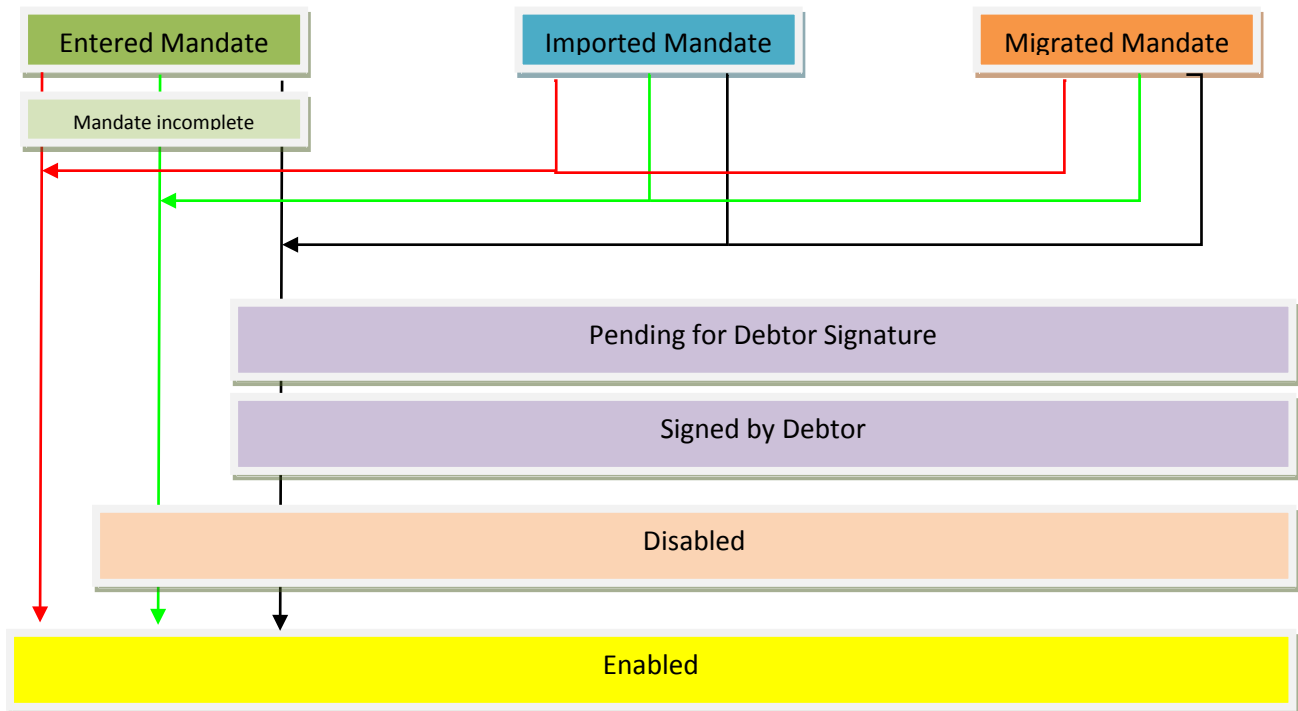 Entered Mandate
Imported Mandate
Migrated Mandate
Mandate incomplete
Pending for Debtor Signature
Signed by Debtor
Disabled
Enabled